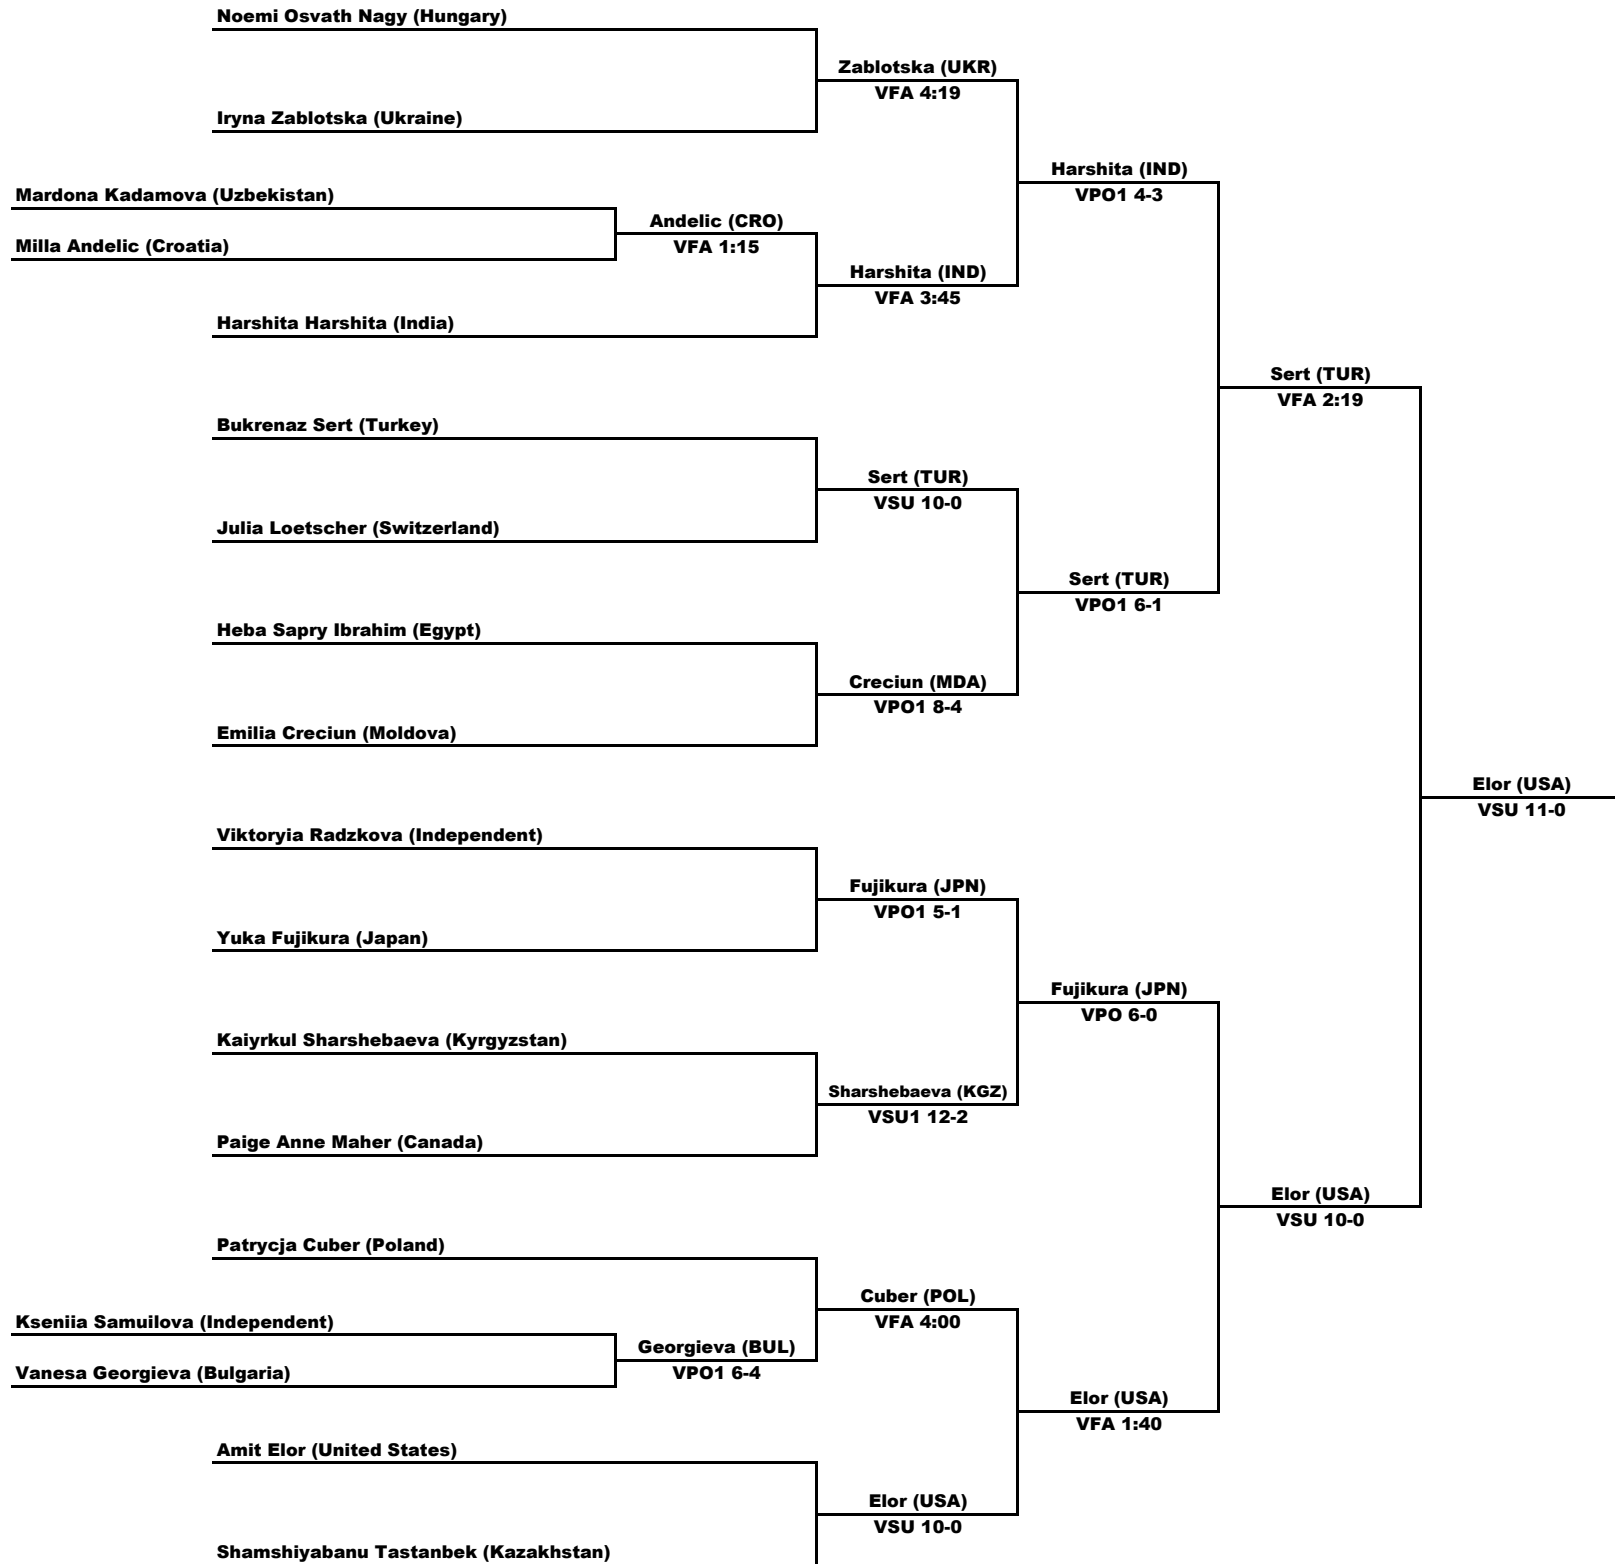 Noemi Osvath Nagy (Hungary)
Zablotska (UKR)
VFA 4:19
Iryna Zablotska (Ukraine)
Harshita (IND)
VPO1 4-3
Mardona Kadamova (Uzbekistan)
Andelic (CRO)
VFA 1:15
Milla Andelic (Croatia)
Harshita (IND)
VFA 3:45
Harshita Harshita (India)
Sert (TUR)
VFA 2:19
Bukrenaz Sert (Turkey)
Sert (TUR)
VSU 10-0
Julia Loetscher (Switzerland)
Sert (TUR)
VPO1 6-1
Heba Sapry Ibrahim (Egypt)
Creciun (MDA)
VPO1 8-4
Emilia Creciun (Moldova)
Elor (USA)
VSU 11-0
Viktoryia Radzkova (Independent)
Fujikura (JPN)
VPO1 5-1
Yuka Fujikura (Japan)
Fujikura (JPN)
VPO 6-0
Kaiyrkul Sharshebaeva (Kyrgyzstan)
Sharshebaeva (KGZ)
VSU1 12-2
Paige Anne Maher (Canada)
Elor (USA)
VSU 10-0
Patrycja Cuber (Poland)
Cuber (POL)
VFA 4:00
Kseniia Samuilova (Independent)
Georgieva (BUL)
VPO1 6-4
Vanesa Georgieva (Bulgaria)
Elor (USA)
VFA 1:40
Amit Elor (United States)
Elor (USA)
VSU 10-0
Shamshiyabanu Tastanbek (Kazakhstan)